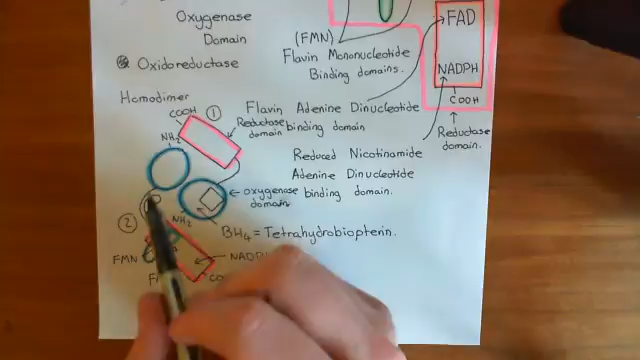 Oxygenase
Domain
(FMN)
Flavin Mononucleotide
Binding domains.
Oxidoreductase
FAD
NADPH
COOH
Reductase
domain.
Homodimer
COOH
1
Reductase
domain
Flavin Adenine Dinucleotide
binding domain
NH2
Reduced Nicotinamide
Adenine Dinucleotide
binding domain.
oxygenase
domain
2
NH2
BH4 = Tetrahydrobiopterin.
FMN